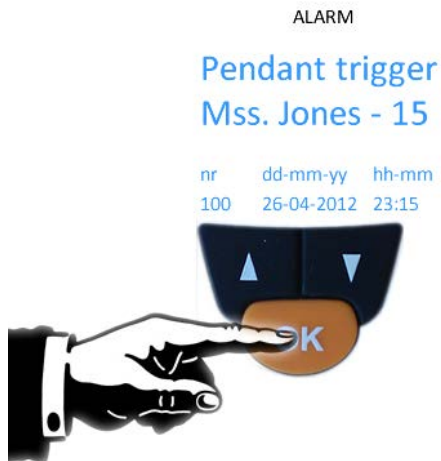 ALARM
Pendant trigger
Mss. Jones - 15
nr dd-mm-yy hh-mm
100 26-04-2012 23:15
OK